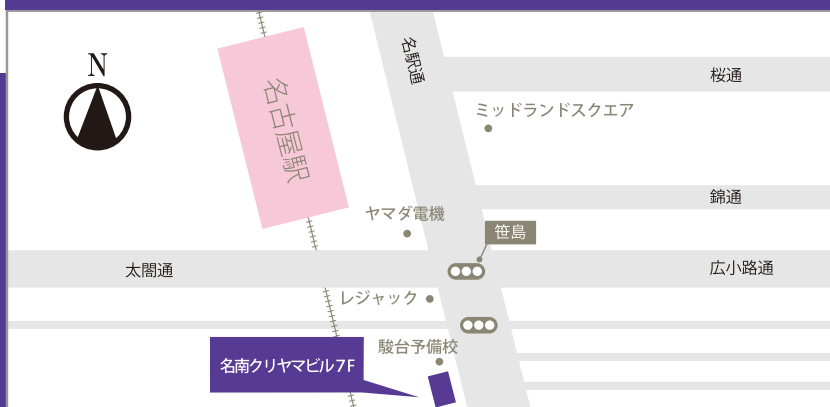 N
名駅通
桜通
名古屋駅
ミッドランドスクエア
錦通
ヤマダ電機
笹島
太閤通
広小路通
レジャック
駿台予備校
名南クリヤマビル7F